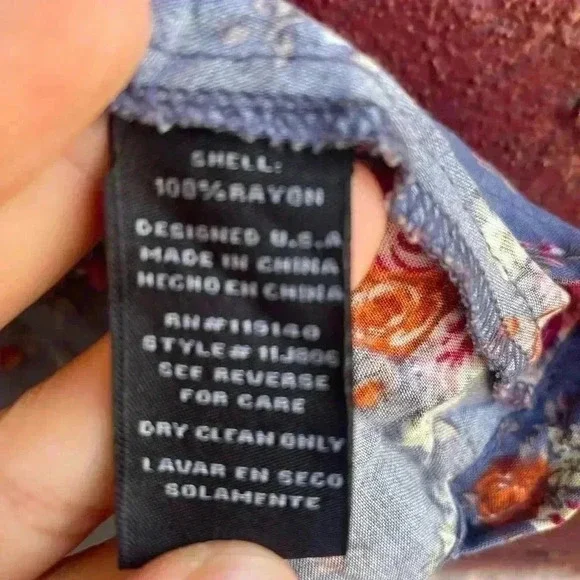 SHELL:
100% RAYON
DESIGNED U.S.A
MADE IN CHINA
HECHO EN CHINA
RN#115140
STYLE# 11J806
SEE REVERSE
FOR CARE
DRY CLEAN ONLY
LAVAR EN SECO
SOLAMENTE